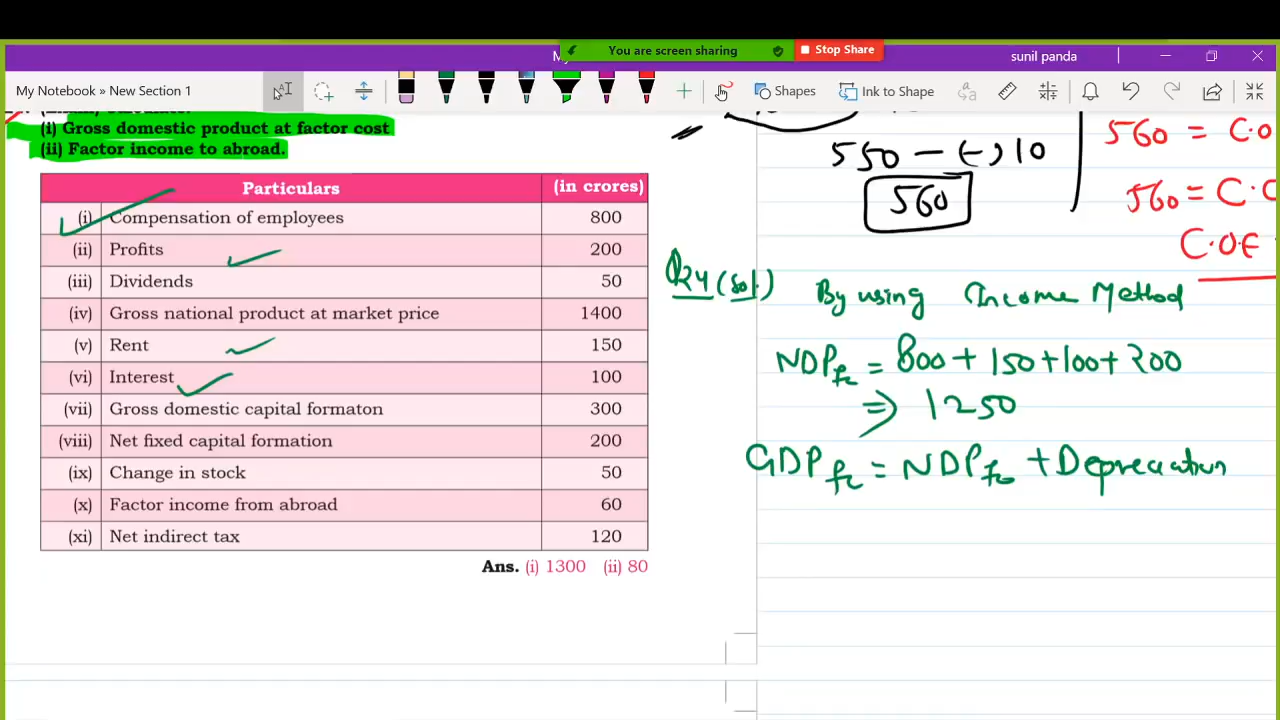 You are screen sharing
Stop Share
sunil panda
My Notebook » New Section 1
Shapes
Ink to Shape
(i) Gross domestic product at factor cost
(ii) Factor income to abroad.
Particulars (in crores)
(i) Compensation of employees 800
(ii) Profits 200
(iii) Dividends 50
(iv) Gross national product at market price 1400
(v) Rent 150
(vi) Interest 100
(vii) Gross domestic capital formaton 300
(viii) Net fixed capital formation 200
(ix) Change in stock 50
(x) Factor income from abroad 60
(xi) Net indirect tax 120
Ans. (i) 1300 (ii) 80
550 - (-) 10
560
560 = C.O
560 = C.O
C.O.E
Q24 (Sol.) By using Income Method
NDPfc = 800 + 150 + 100 + 200
⇒ 1250
GDPfc = NDPfc + Depreciation